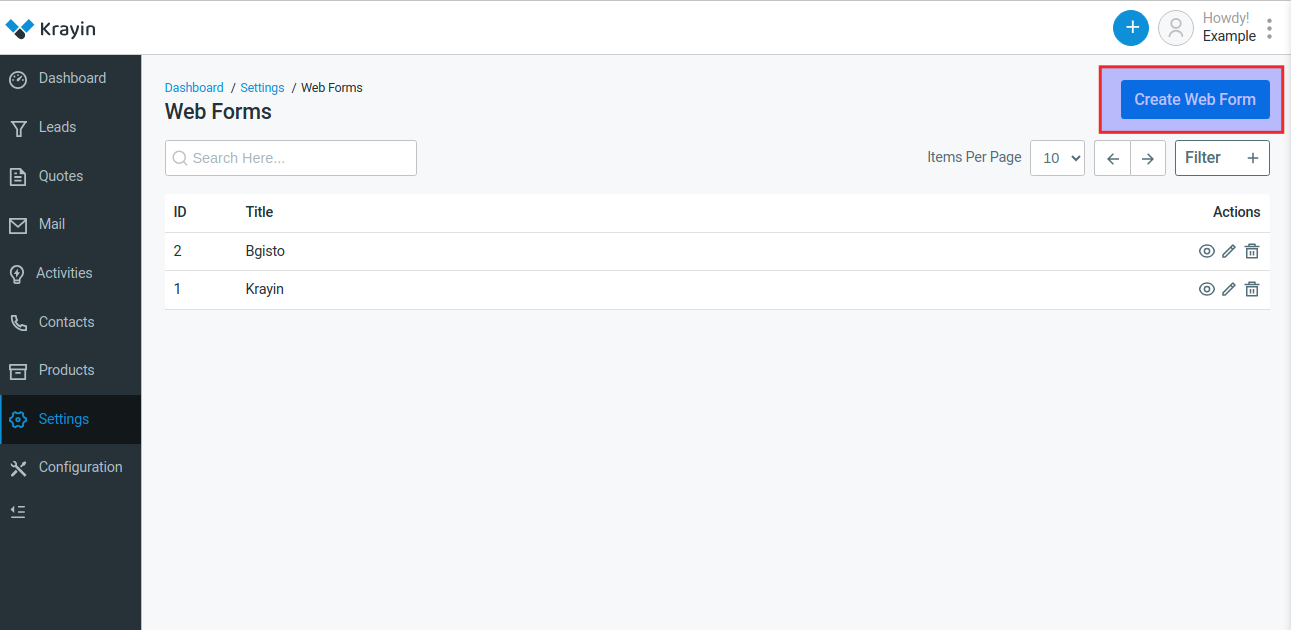 Krayin
+
Howdy!
Example
Dashboard
Leads
Quotes
Mail
Activities
Contacts
Products
Settings
Configuration
Dashboard / Settings / Web Forms
Web Forms
Create Web Form
Search Here...
Items Per Page 10 Filter +
ID Title Actions
2 Bgisto
1 Krayin